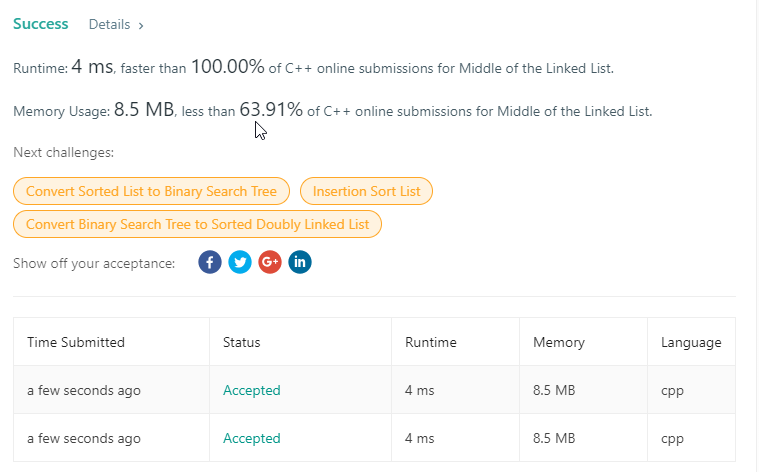 Success Details >
Runtime: 4 ms, faster than 100.00% of C++ online submissions for Middle of the Linked List.
Memory Usage: 8.5 MB, less than 63.91% of C++ online submissions for Middle of the Linked List.
Next challenges:
Convert Sorted List to Binary Search Tree Insertion Sort List
Convert Binary Search Tree to Sorted Doubly Linked List
Show off your acceptance: f G+ in
Time Submitted Status Runtime Memory Language
a few seconds ago Accepted 4 ms 8.5 MB cpp
a few seconds ago Accepted 4 ms 8.5 MB cpp